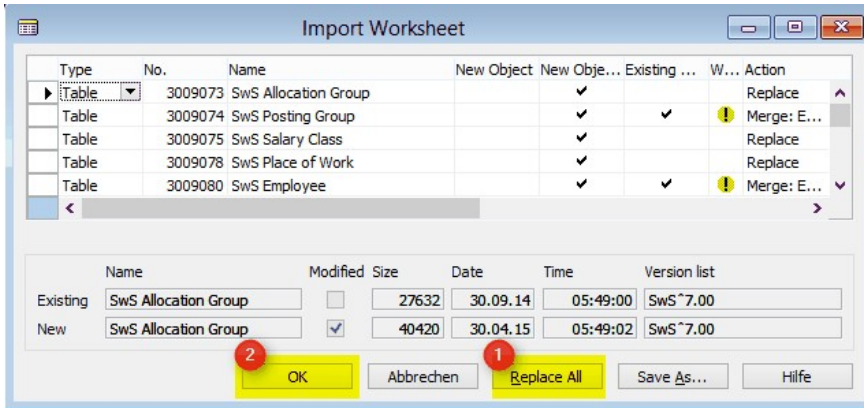 Import Worksheet
Type No. Name New Object New Obje... Existing ... W... Action
Table 3009073 SwS Allocation Group Replace
Table 3009074 SwS Posting Group Merge: E...
Table 3009075 SwS Salary Class Replace
Table 3009078 SwS Place of Work Replace
Table 3009080 SwS Employee Merge: E...
Name Modified Size Date Time Version list
Existing SwS Allocation Group 27632 30.09.14 05:49:00 SwS^7.00
New SwS Allocation Group 40420 30.04.15 05:49:02 SwS^7.00
2 1
OK Abbrechen Replace All Save As... Hilfe